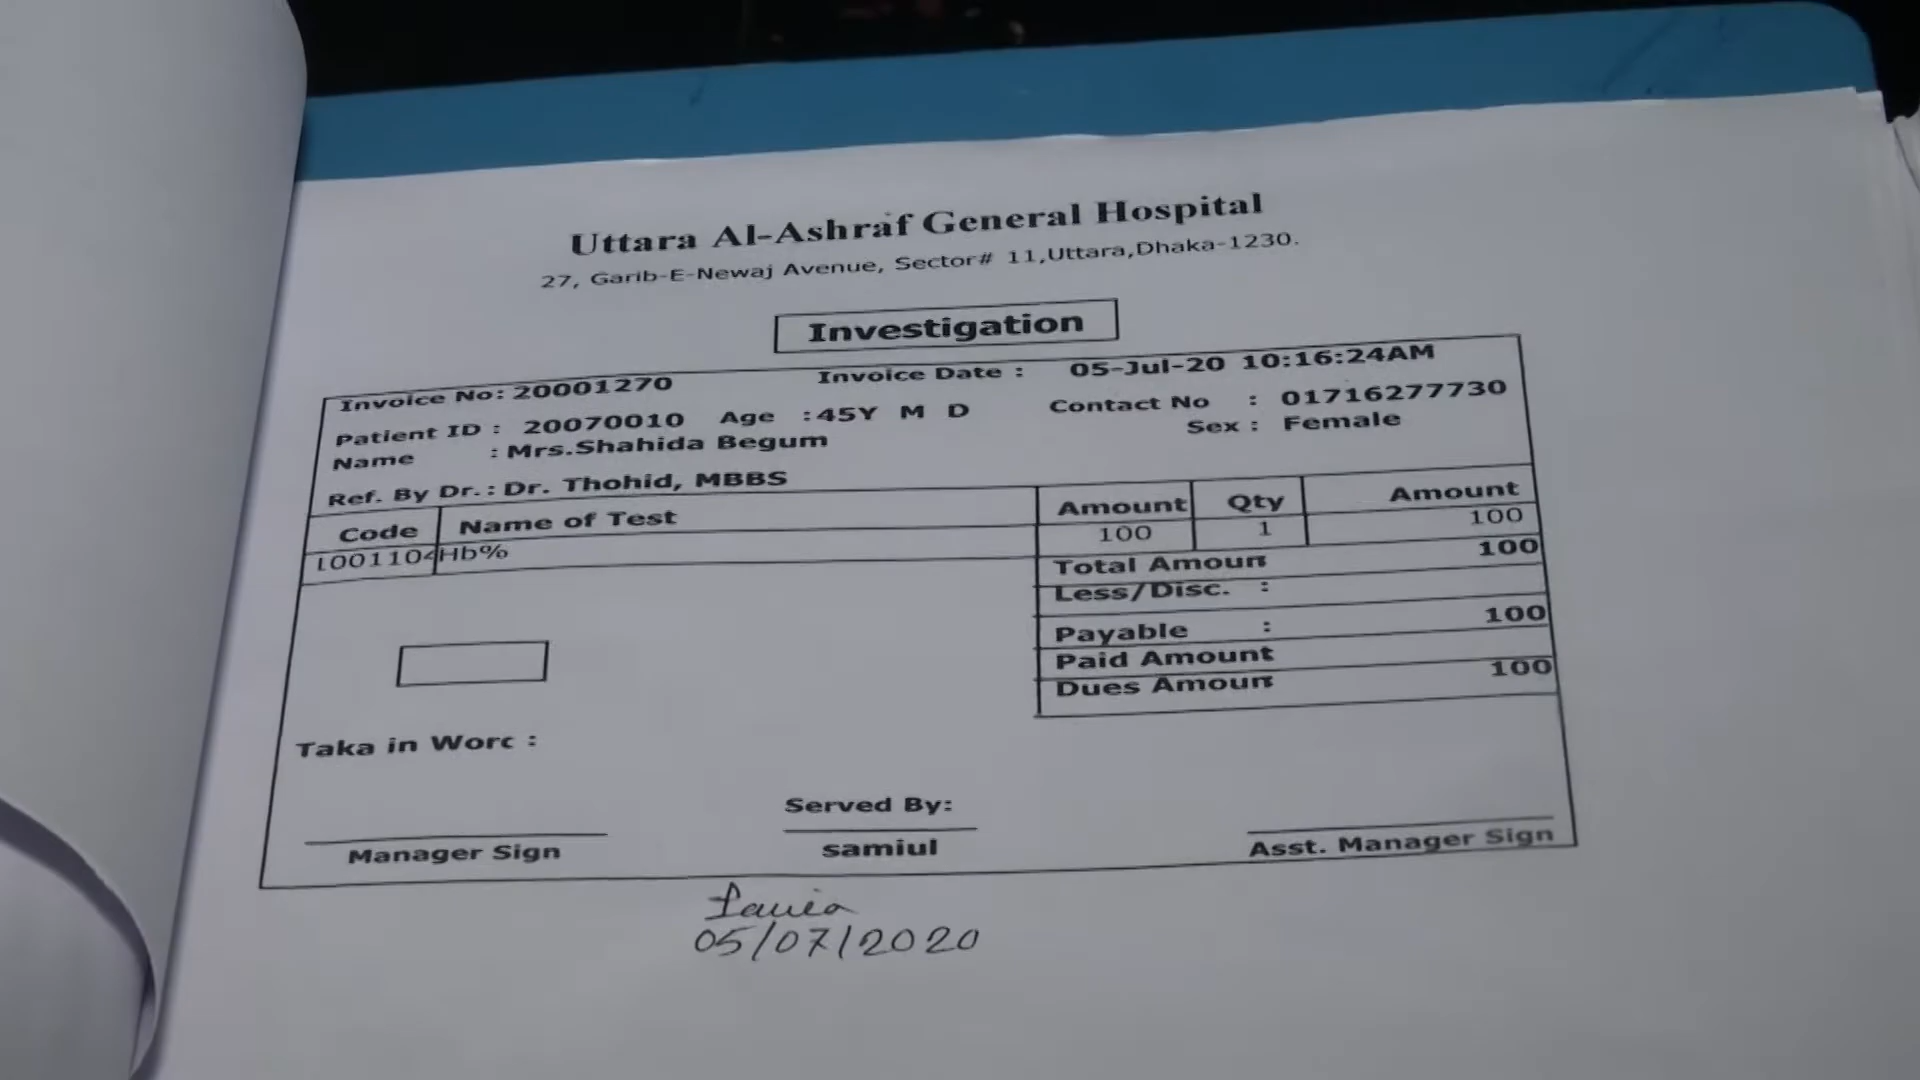 Uttara Al-Ashraf General Hospital
27, Garib-E-Newaj Avenue, Sector# 11,Uttara,Dhaka-1230.
Investigation
Invoice No: 20001270 Invoice Date : 05-Jul-20 10:16:24AM
Patient ID : 20070010 Age :45Y M D Contact No : 01716277730
Name : Mrs.Shahida Begum Sex : Female
Ref. By Dr. : Dr. Thohid, MBBS
Code Name of Test Amount Qty Amount
L001104 Hb% 100 1 100
Total Amoun : 100
Less/Disc. :
Payable : 100
Paid Amount
Dues Amoun : 100
Taka in Worc :
Served By:
Manager Sign samiul Asst. Manager Sign
05/07/2020